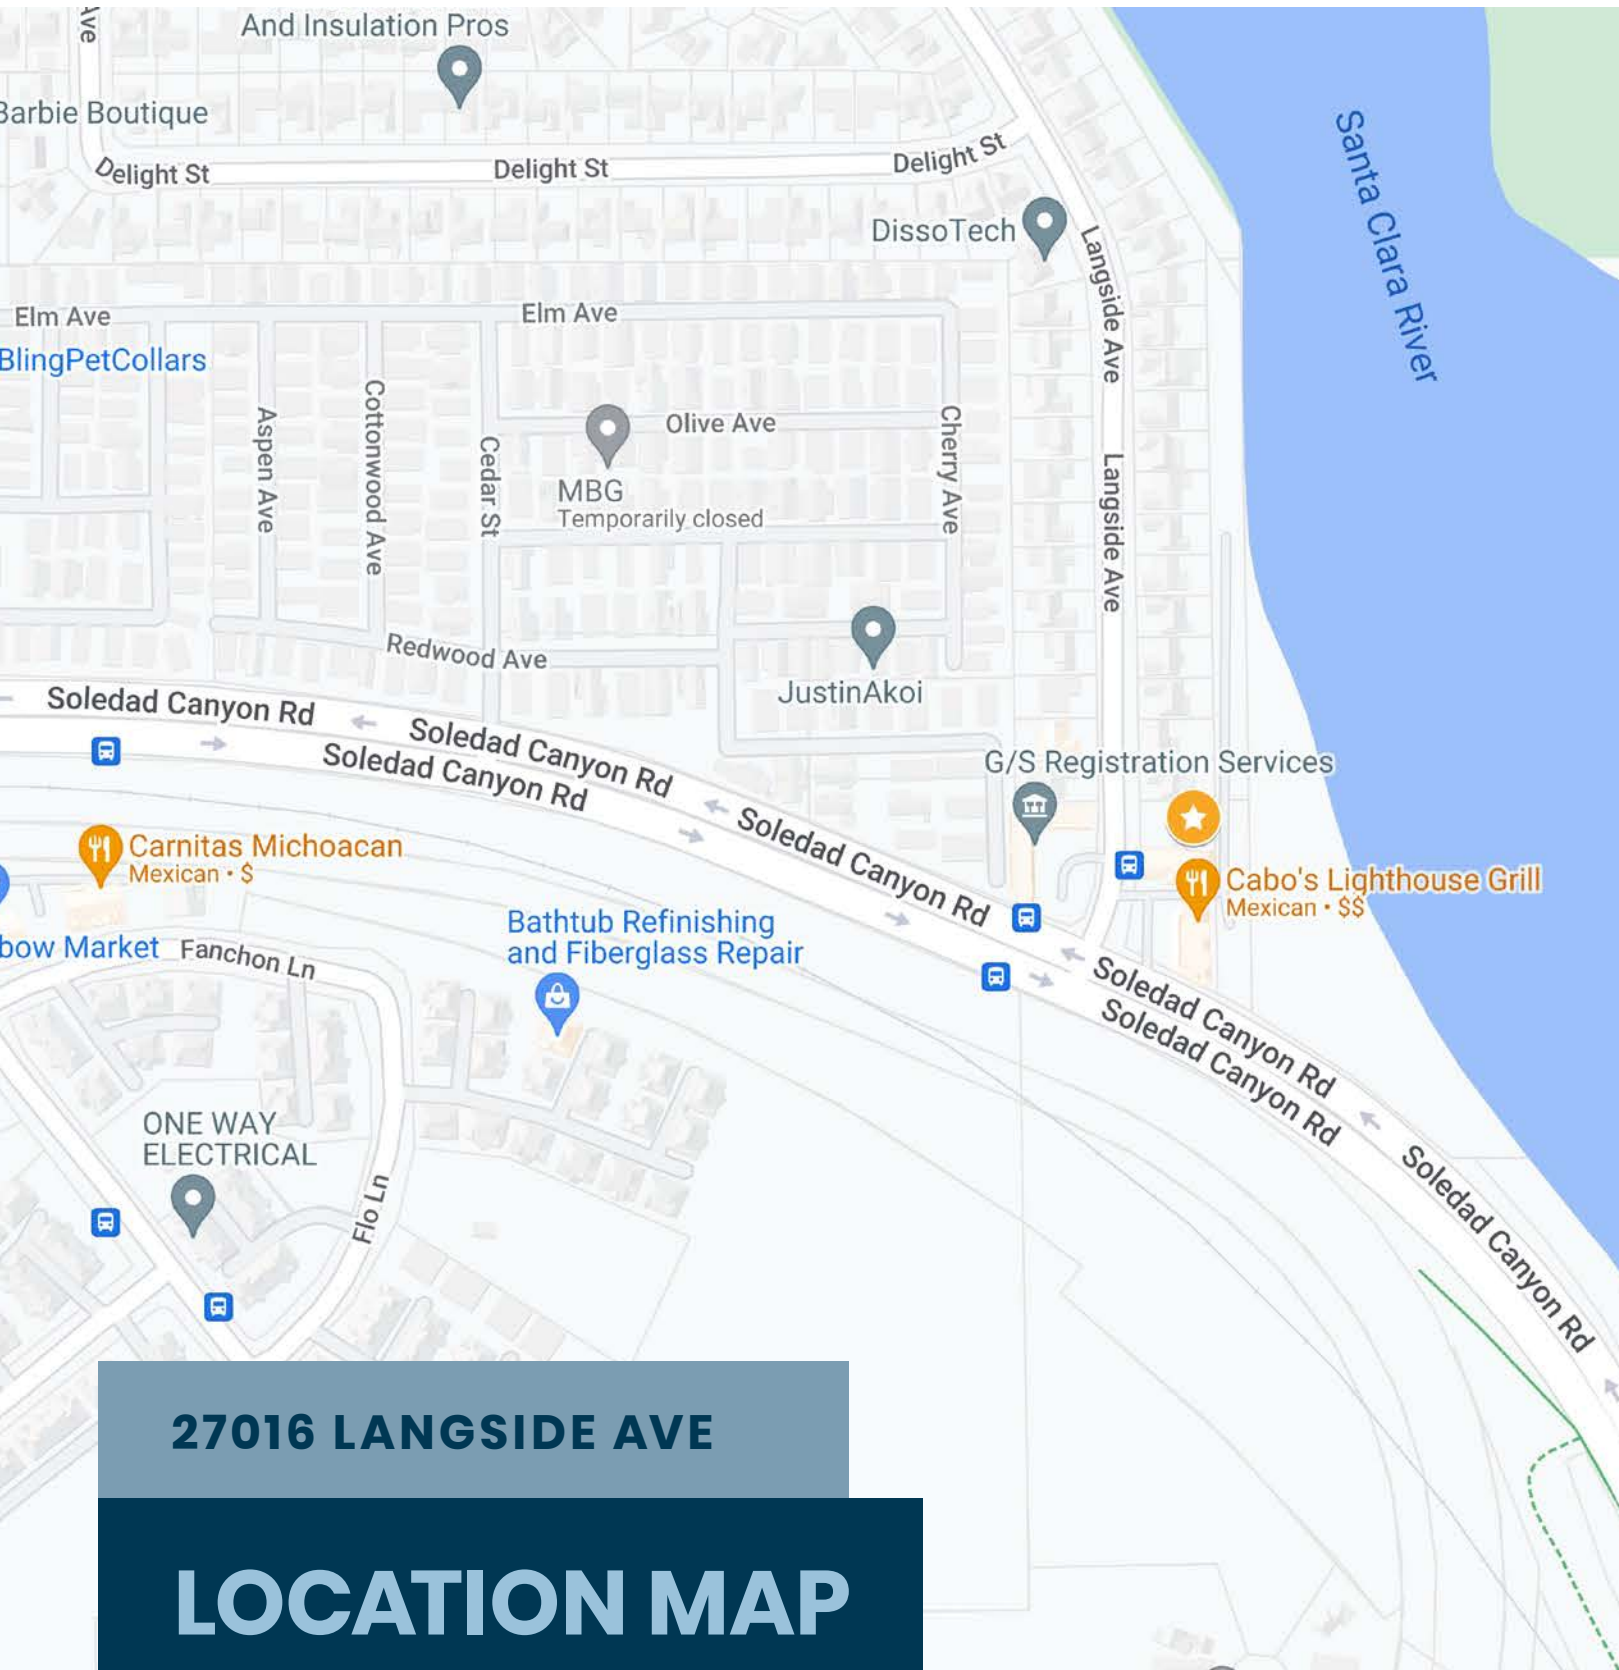 Ave
And Insulation Pros
Barbie Boutique
Delight St
Delight St
Delight St
Santa Clara River
DissoTech
Langside Ave
Elm Ave
Elm Ave
BlingPetCollars
Aspen Ave
Cottonwood Ave
Cedar St
Olive Ave
Cherry Ave
Langside Ave
MBG
Temporarily closed
Redwood Ave
JustinAkoi
Soledad Canyon Rd
Soledad Canyon Rd
Soledad Canyon Rd
G/S Registration Services
Soledad Canyon Rd
Carnitas Michoacan
Mexican • $
Cabo's Lighthouse Grill
Mexican • $$
Bathtub Refinishing
and Fiberglass Repair
bow Market
Fanchon Ln
Soledad Canyon Rd
Soledad Canyon Rd
ONE WAY
ELECTRICAL
Flo Ln
Soledad Canyon Rd
27016 LANGSIDE AVE
LOCATION MAP